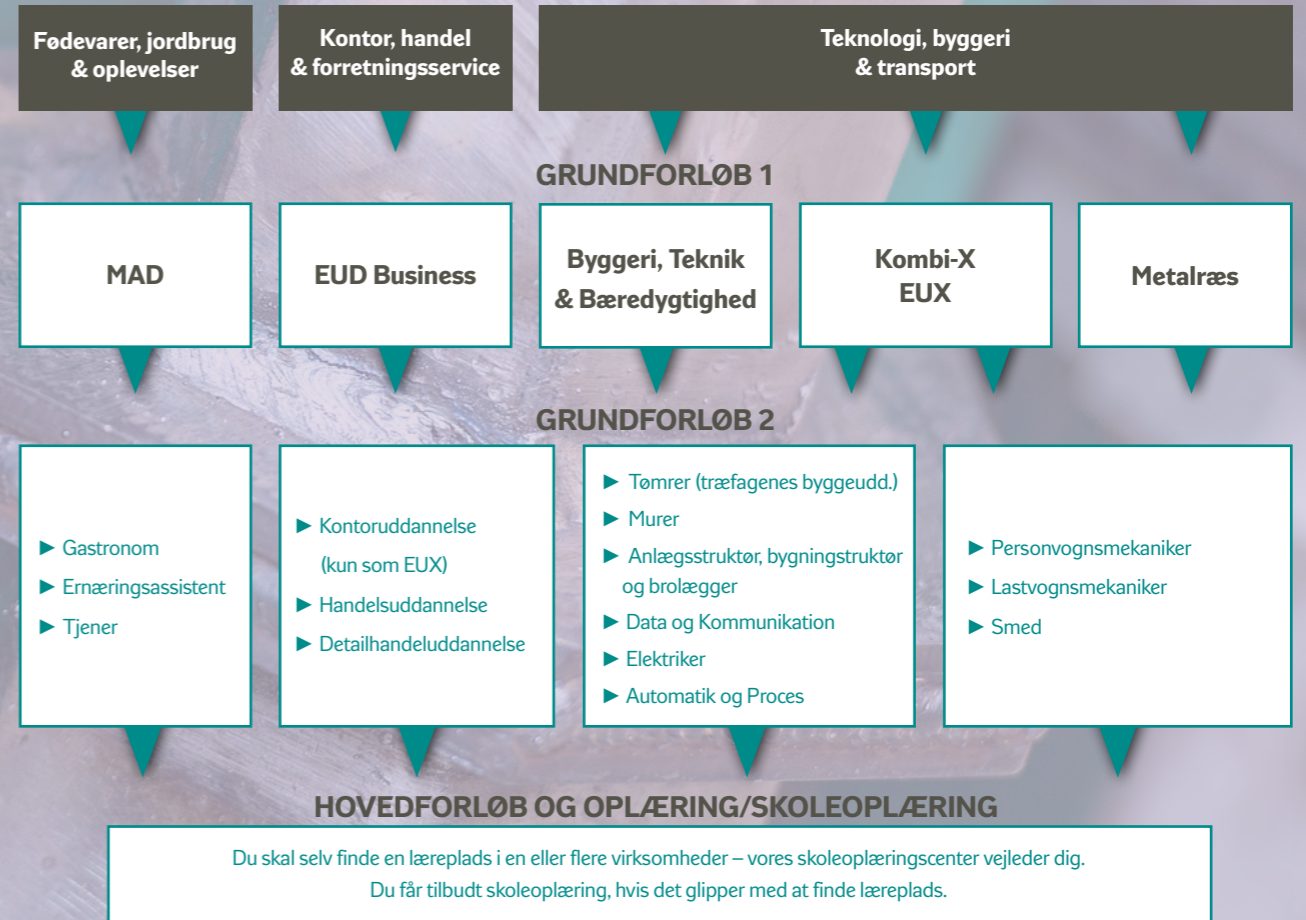 Fødevarer, jordbrug
& oplevelser
Kontor, handel
& forretningsservice
Teknologi, byggeri
& transport
GRUNDFORLØB 1
MAD
EUD Business
Byggeri, Teknik
& Bæredygtighed
Kombi-X
EUX
Metalræs
GRUNDFORLØB 2
► Gastronom
► Ernæringsassistent
► Tjener
► Kontoruddannelse
(kun som EUX)
► Handelsuddannelse
► Detailhandeluddannelse
► Tømrer (træfagenes byggeudd.)
► Murer
► Anlægsstruktør, bygningstruktør
og brolægger
► Data og Kommunikation
► Elektriker
► Automatik og Proces
► Personvognsmekaniker
► Lastvognsmekaniker
► Smed
HOVEDFORLØB OG OPLÆRING/SKOLEOPLÆRING
Du skal selv finde en læreplads i en eller flere virksomheder – vores skoleoplæringscenter vejleder dig.
Du får tilbudt skoleoplæring, hvis det glipper med at finde læreplads.